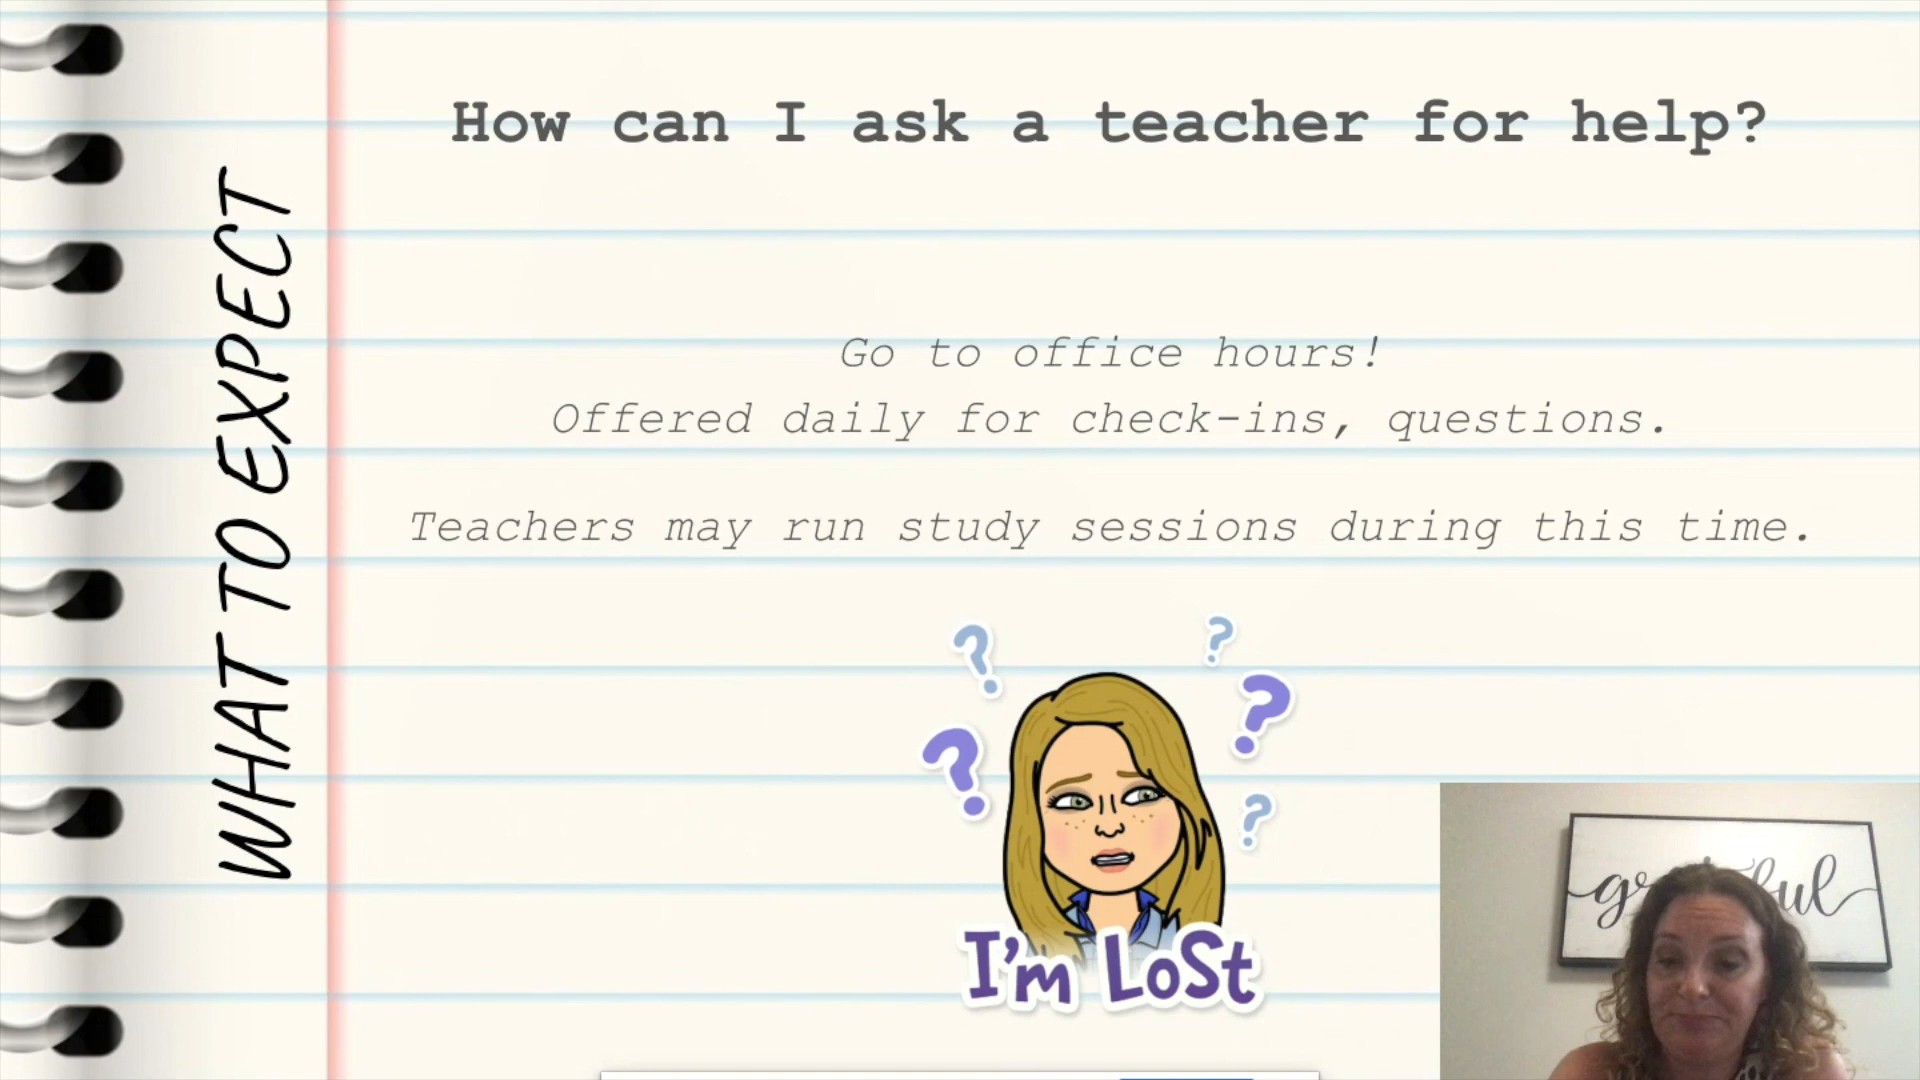 How can I ask a teacher for help?
WHAT TO EXPECT
Go to office hours!
Offered daily for check-ins, questions.
Teachers may run study sessions during this time.
I'm LoSt